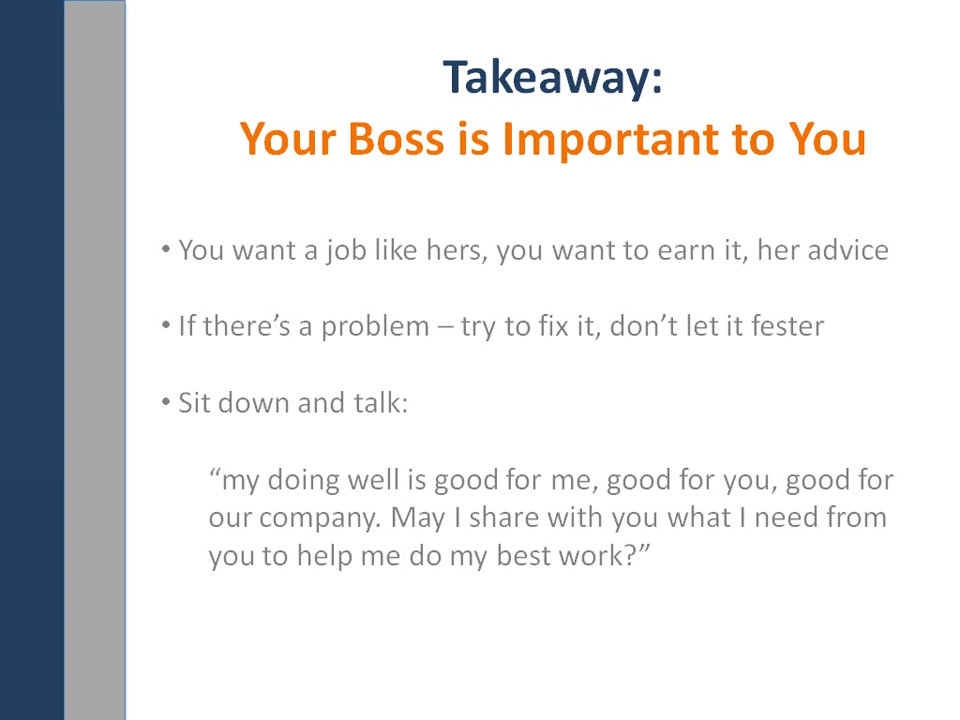 Takeaway:
Your Boss is Important to You
• You want a job like hers, you want to earn it, her advice
• If there’s a problem – try to fix it, don’t let it fester
• Sit down and talk:
“my doing well is good for me, good for you, good for
our company. May I share with you what I need from
you to help me do my best work?”